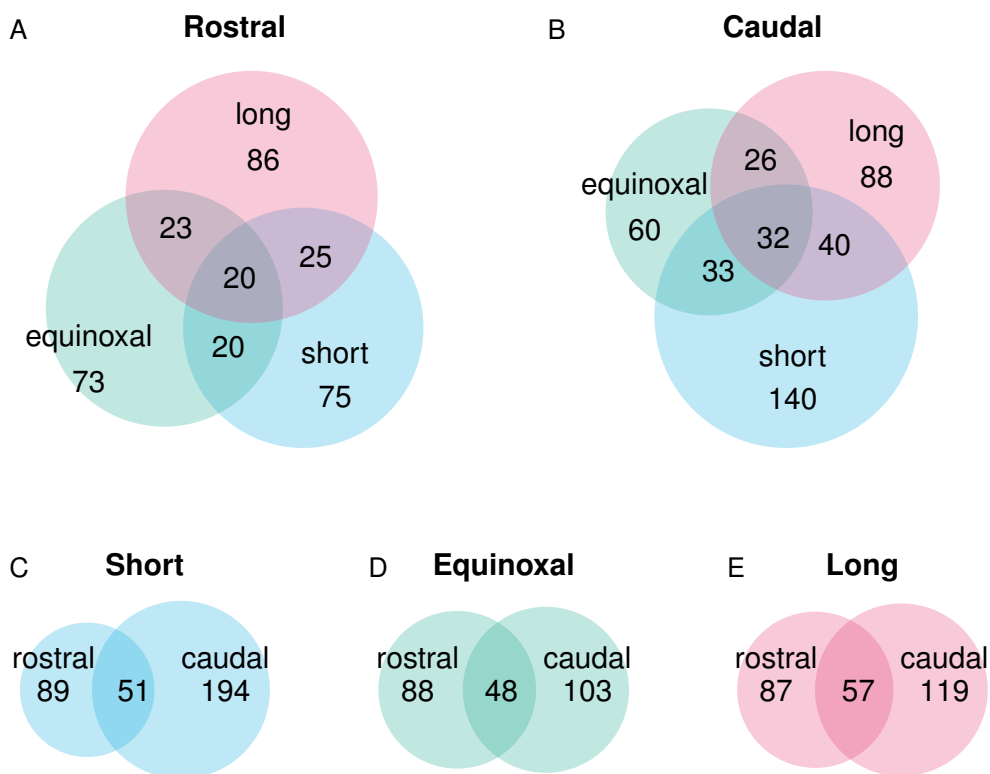 A Rostral
long
86
23
20
25
equinoxal
73
20
short
75
B Caudal
long
88
26
equinoxal
60
32
40
33
short
140
C Short
rostral caudal
89 51 194
D Equinoxal
rostral caudal
88 48 103
E Long
rostral caudal
87 57 119